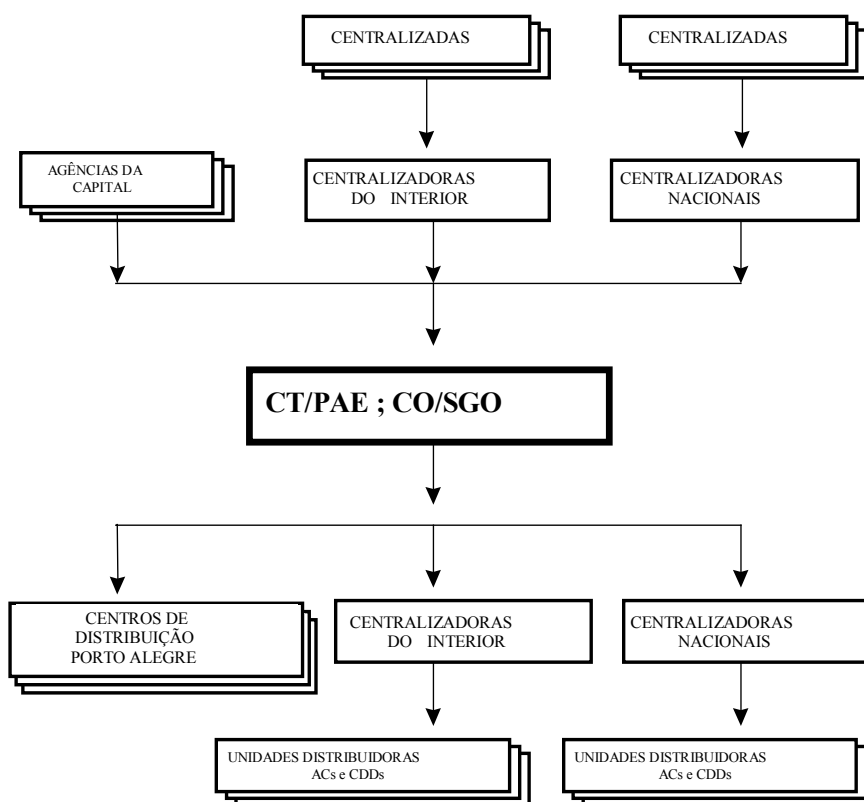 CENTRALIZADAS
CENTRALIZADAS
AGÊNCIAS DA
CAPITAL
CENTRALIZADORAS
DO INTERIOR
CENTRALIZADORAS
NACIONAIS
CT/PAE ; CO/SGO
CENTROS DE
DISTRIBUIÇÃO
PORTO ALEGRE
CENTRALIZADORAS
DO INTERIOR
CENTRALIZADORAS
NACIONAIS
UNIDADES DISTRIBUIDORAS
ACs e CDDs
UNIDADES DISTRIBUIDORAS
ACs e CDDs